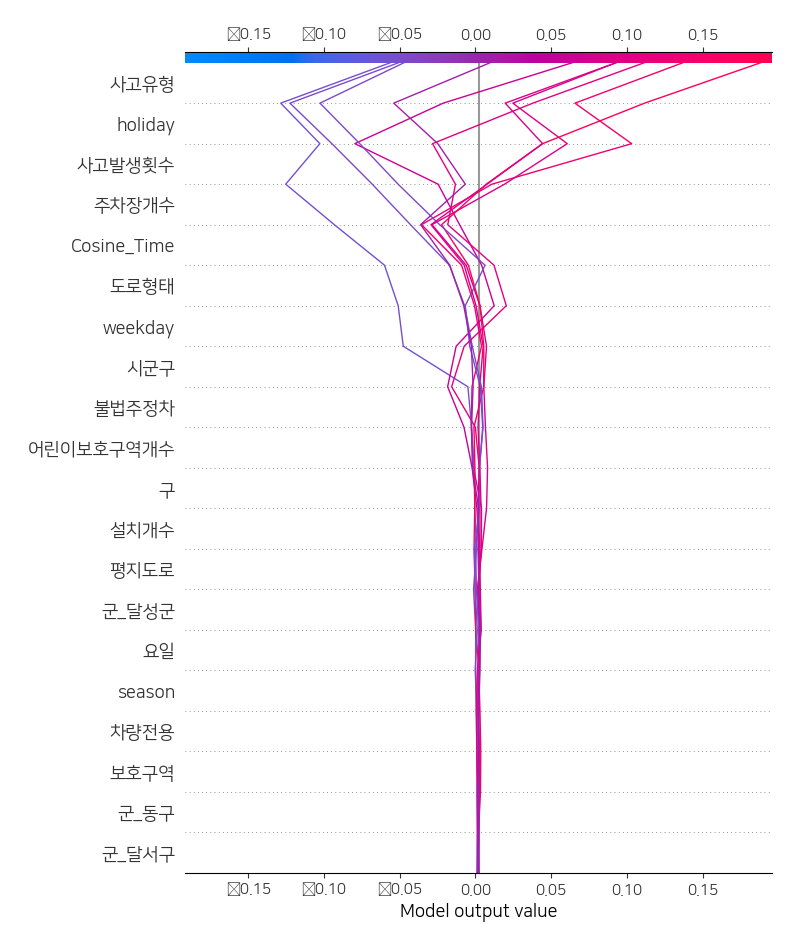 ☒0.15 ☒0.10 ☒0.05 0.00 0.05 0.10 0.15
사고유형
holiday
사고발생횟수
주차장개수
Cosine_Time
도로형태
weekday
시군구
불법주정차
어린이보호구역개수
구
설치개수
평지도로
군_달성군
요일
season
차량전용
보호구역
군_동구
군_달서구
☒0.15 ☒0.10 ☒0.05 0.00 0.05 0.10 0.15
Model output value